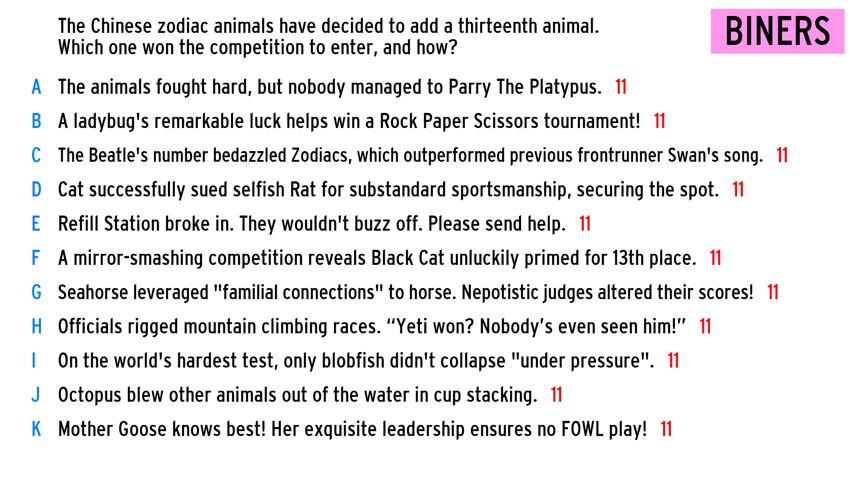 The Chinese zodiac animals have decided to add a thirteenth animal.
Which one won the competition to enter, and how?
BINERS
A The animals fought hard, but nobody managed to Parry The Platypus. 11
B A ladybug's remarkable luck helps win a Rock Paper Scissors tournament! 11
C The Beatle's number bedazzled Zodiacs, which outperformed previous frontrunner Swan's song. 11
D Cat successfully sued selfish Rat for substandard sportsmanship, securing the spot. 11
E Refill Station broke in. They wouldn't buzz off. Please send help. 11
F A mirror-smashing competition reveals Black Cat unluckily primed for 13th place. 11
G Seahorse leveraged "familial connections" to horse. Nepotistic judges altered their scores! 11
H Officials rigged mountain climbing races. “Yeti won? Nobody’s even seen him!” 11
I On the world's hardest test, only blobfish didn't collapse "under pressure". 11
J Octopus blew other animals out of the water in cup stacking. 11
K Mother Goose knows best! Her exquisite leadership ensures no FOWL play! 11